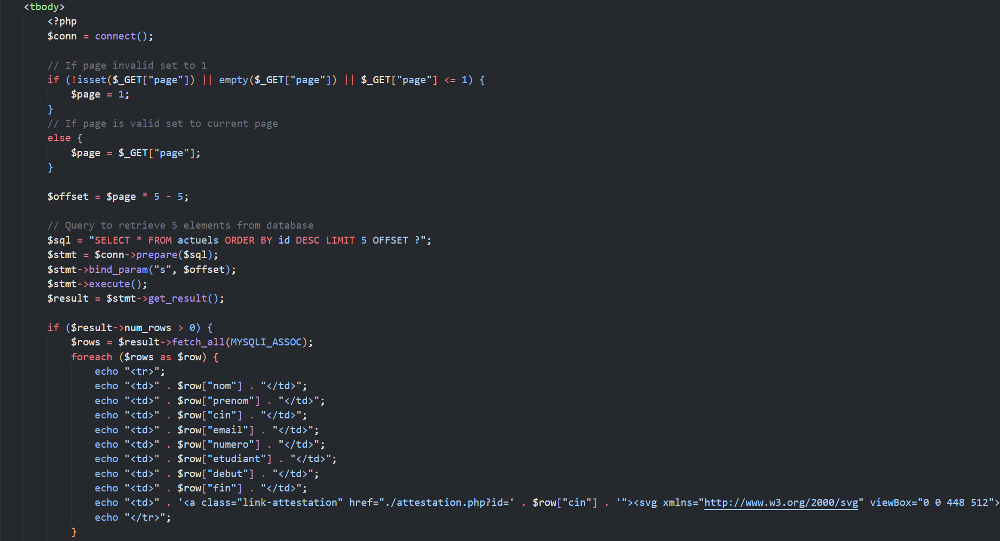 <tbody>
<?php
$conn = connect();
// If page invalid set to 1
if (!isset($_GET["page"]) || empty($_GET["page"]) || $_GET["page"] <= 1) {
$page = 1;
}
// If page is valid set to current page
else {
$page = $_GET["page"];
}
$offset = $page * 5 - 5;
// Query to retrieve 5 elements from database
$sql = "SELECT * FROM actuels ORDER BY id DESC LIMIT 5 OFFSET ?";
$stmt = $conn->prepare($sql);
$stmt->bind_param("s", $offset);
$stmt->execute();
$result = $stmt->get_result();
if ($result->num_rows > 0) {
$rows = $result->fetch_all(MYSQLI_ASSOC);
foreach ($rows as $row) {
echo "<tr>";
echo "<td>" . $row["nom"] . "</td>";
echo "<td>" . $row["prenom"] . "</td>";
echo "<td>" . $row["cin"] . "</td>";
echo "<td>" . $row["email"] . "</td>";
echo "<td>" . $row["numero"] . "</td>";
echo "<td>" . $row["etudiant"] . "</td>";
echo "<td>" . $row["debut"] . "</td>";
echo "<td>" . $row["fin"] . "</td>";
echo "<td>" . '<a class="link-attestation" href="./attestation.php?id=' . $row["cin"] . '"><svg xmlns="http://www.w3.org/2000/svg" viewBox="0 0 448 512">
echo "</tr>";
}